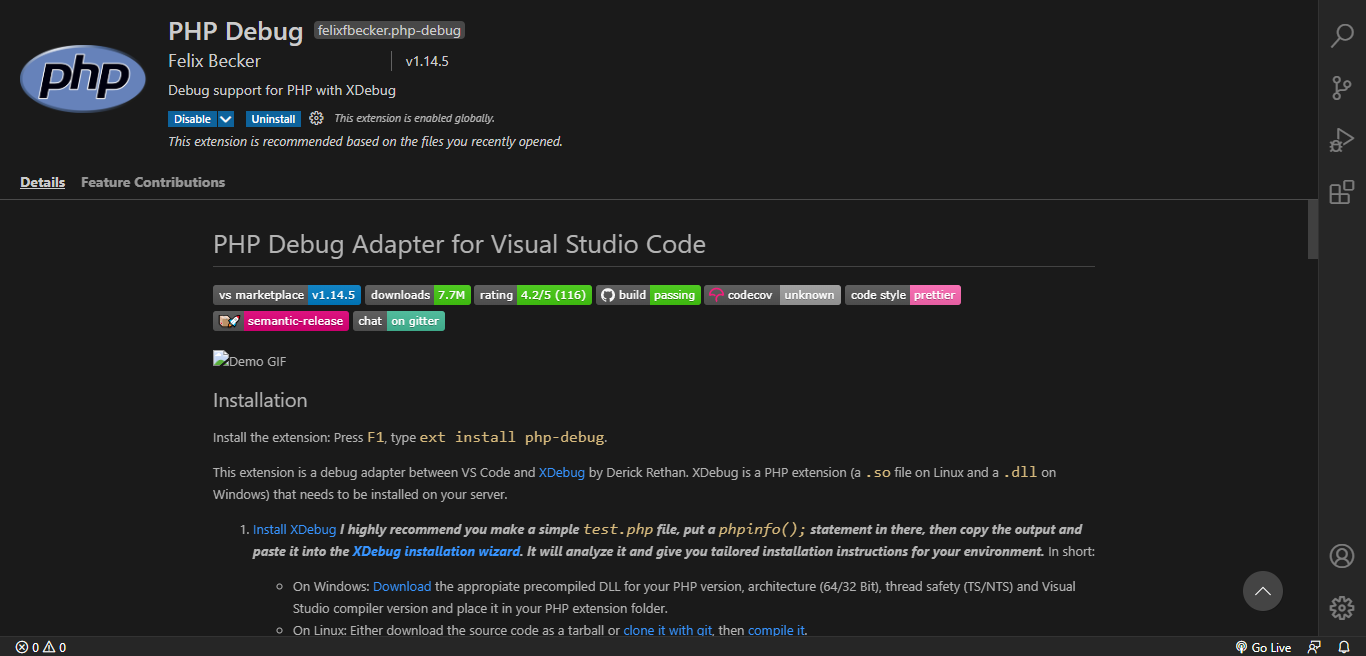 PHP Debug felixfbecker.php-debug
php
Felix Becker v1.14.5
Debug support for PHP with XDebug
Disable Uninstall This extension is enabled globally.
This extension is recommended based on the files you recently opened.
Details Feature Contributions
PHP Debug Adapter for Visual Studio Code
vs marketplace v1.14.5 downloads 7.7M rating 4.2/5 (116) build passing codecov unknown code style prettier
semantic-release chat on gitter
Demo GIF
Installation
Install the extension: Press F1, type ext install php-debug.
This extension is a debug adapter between VS Code and XDebug by Derick Rethan. XDebug is a PHP extension (a .so file on Linux and a .dll on
Windows) that needs to be installed on your server.
1. Install XDebug I highly recommend you make a simple test.php file, put a phpinfo(); statement in there, then copy the output and
paste it into the XDebug installation wizard. It will analyze it and give you tailored installation instructions for your environment. In short:
◦ On Windows: Download the appropiate precompiled DLL for your PHP version, architecture (64/32 Bit), thread safety (TS/NTS) and Visual
Studio compiler version and place it in your PHP extension folder.
◦ On Linux: Either download the source code as a tarball or clone it with git, then compile it.
0 0 Go Live